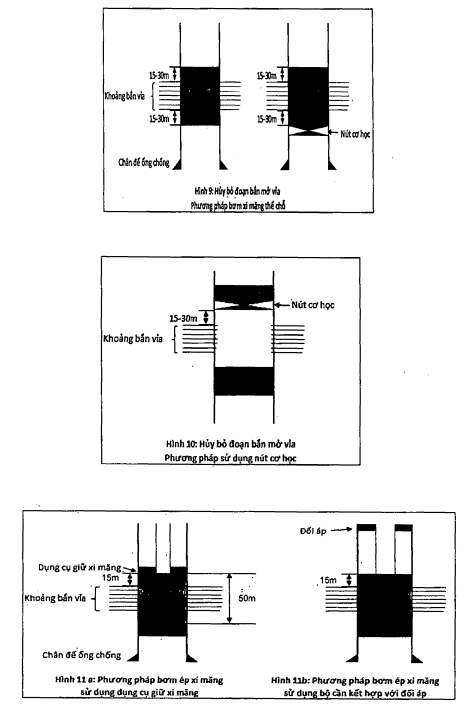 15-30m
15-30m
Khoảng bắn vỉa
15-30m
15-30m
Nút cơ học
Chân đế ống chống
Hình 9: Hủy bỏ đoạn bắn mở vỉa
Phương pháp bơm xi măng thế chỗ
Nút cơ học
15-30m
Khoảng bắn vỉa
Hình 10: Hủy bỏ đoạn bắn mở vỉa
Phương pháp sử dụng nút cơ học
Dụng cụ giữ xi măng
15m
Khoảng bắn vỉa
50m
Chân đế ống chống
Hình 11 a: Phương pháp bơm ép xi măng
sử dụng dụng cụ giữ xi măng
Đối áp
15m
Hình 11b: Phương pháp bơm ép xi măng
sử dụng bộ cần kết hợp với đối áp